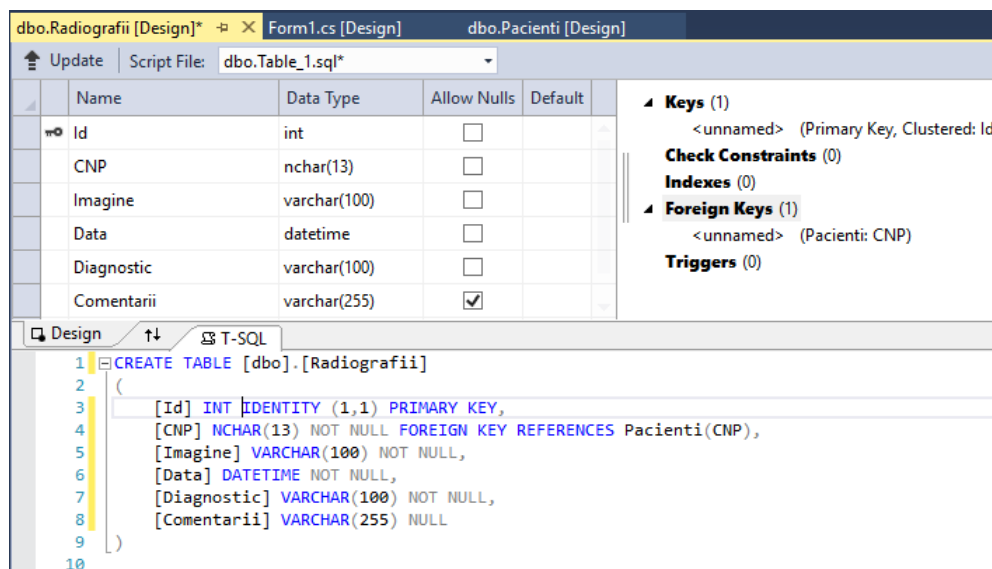 dbo.Radiografii [Design]* Form1.cs [Design] dbo.Pacienti [Design]
Update Script File: dbo.Table_1.sql*
Name Data Type Allow Nulls Default
Id int
CNP nchar(13)
Imagine varchar(100)
Data datetime
Diagnostic varchar(100)
Comentarii varchar(255)
Keys (1)
<unnamed> (Primary Key, Clustered: Id
Check Constraints (0)
Indexes (0)
Foreign Keys (1)
<unnamed> (Pacienti: CNP)
Triggers (0)
Design T-SQL
1 CREATE TABLE [dbo].[Radiografii]
2 (
3 [Id] INT IDENTITY (1,1) PRIMARY KEY,
4 [CNP] NCHAR(13) NOT NULL FOREIGN KEY REFERENCES Pacienti(CNP),
5 [Imagine] VARCHAR(100) NOT NULL,
6 [Data] DATETIME NOT NULL,
7 [Diagnostic] VARCHAR(100) NOT NULL,
8 [Comentarii] VARCHAR(255) NULL
9 )
10